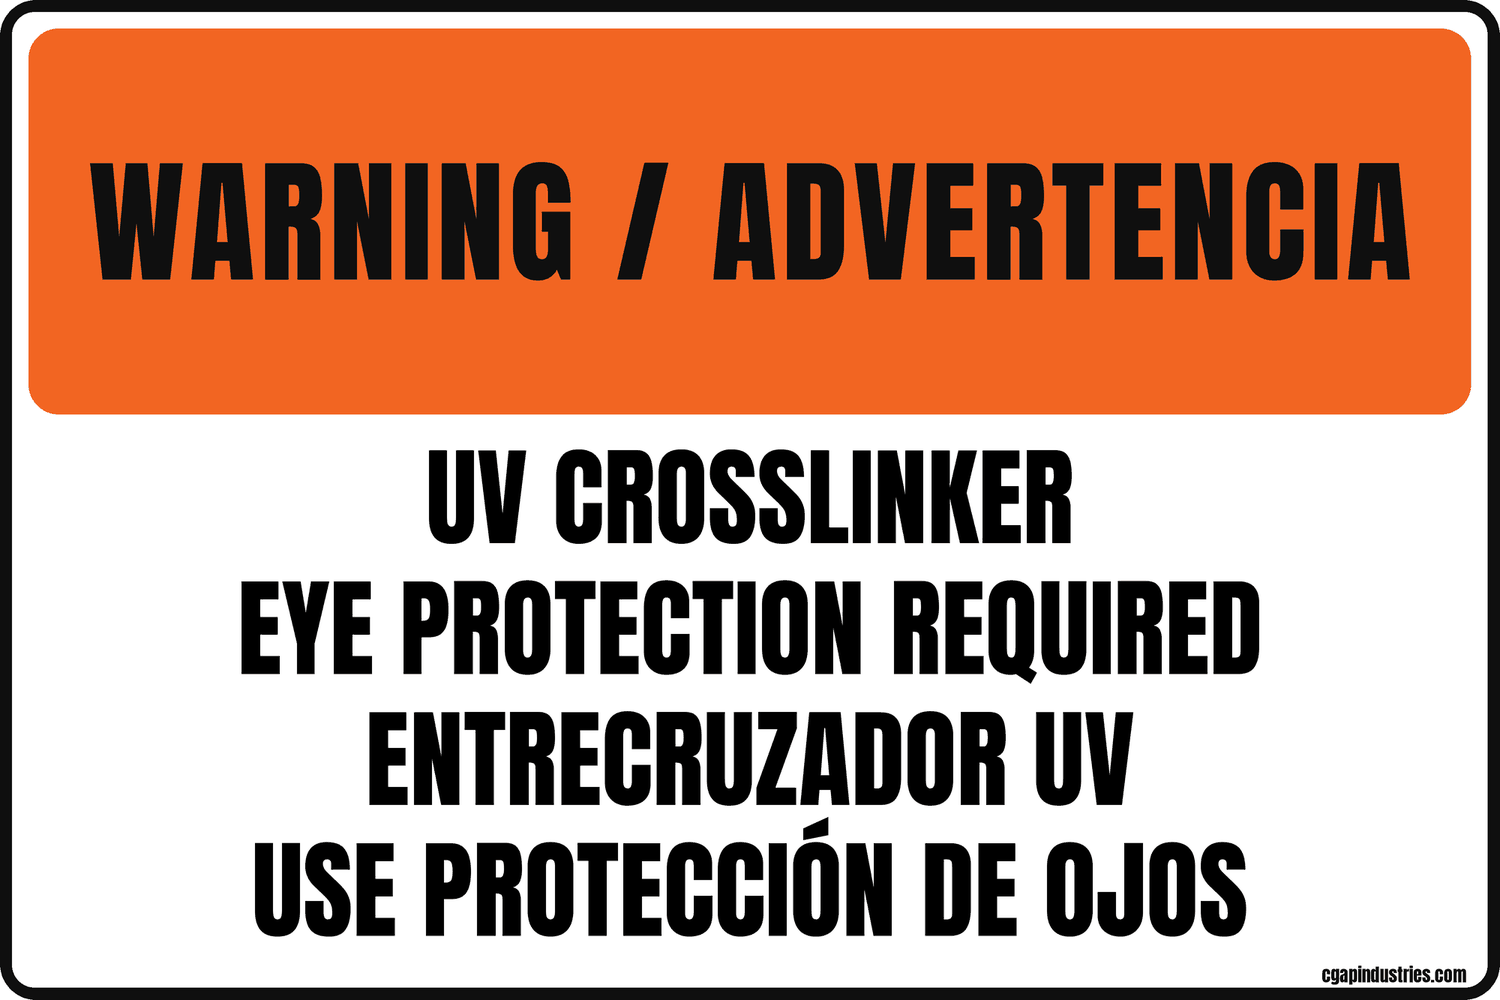 WARNING / ADVERTENCIA
UV CROSSLINKER
EYE PROTECTION REQUIRED
ENTRECRUZADOR UV
USE PROTECCIÓN DE OJOS
cgapindustries.com